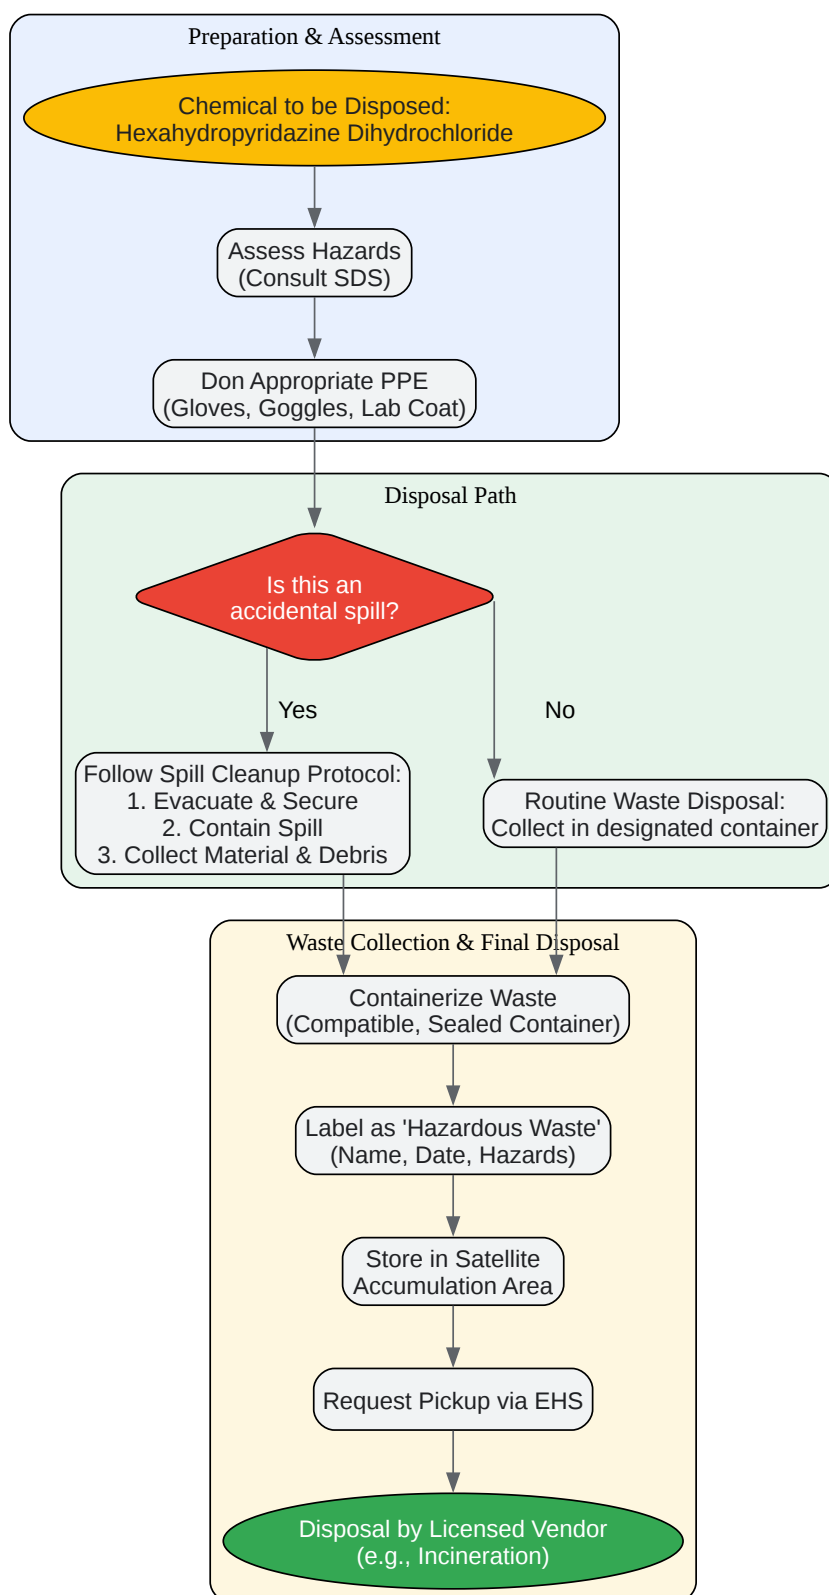 Preparation & Assessment
Chemical to be Disposed:
Hexahydropyridazine Dihydrochloride
Assess Hazards
(Consult SDS)
Don Appropriate PPE
(Gloves, Goggles, Lab Coat)
Disposal Path
Is this an
accidental spill?
Yes
No
Follow Spill Cleanup Protocol:
1. Evacuate & Secure
2. Contain Spill
3. Collect Material & Debris
Routine Waste Disposal:
Collect in designated container
Waste Collection & Final Disposal
Containerize Waste
(Compatible, Sealed Container)
Label as 'Hazardous Waste'
(Name, Date, Hazards)
Store in Satellite
Accumulation Area
Request Pickup via EHS
Disposal by Licensed Vendor
(e.g., Incineration)